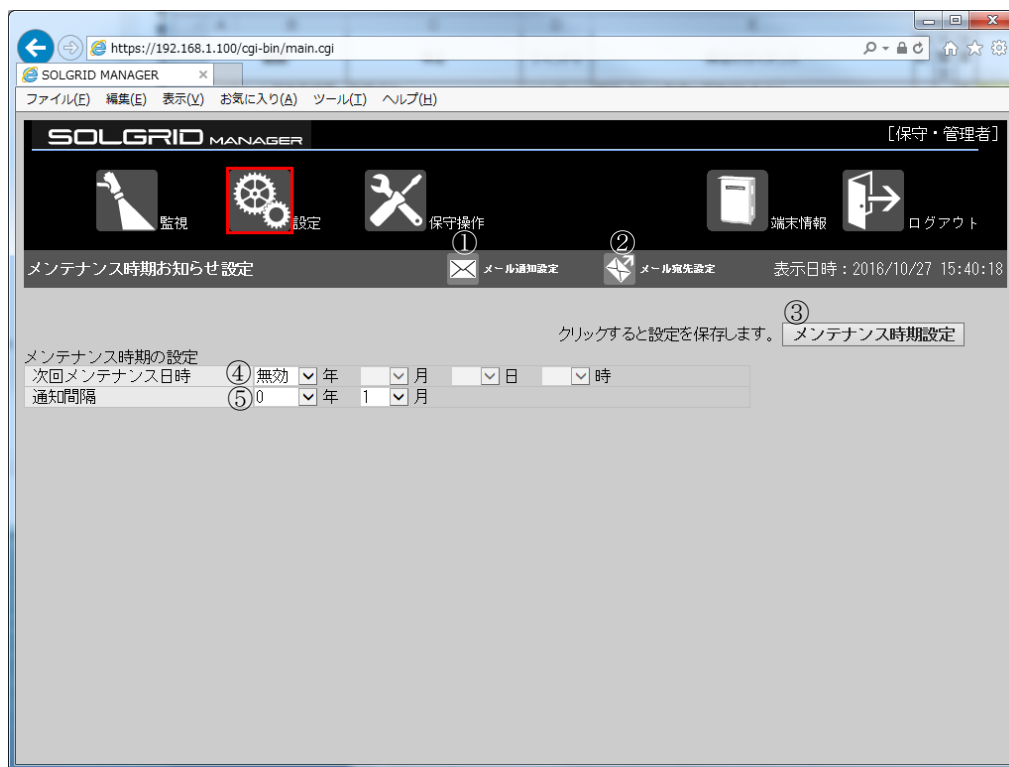 https://192.168.1.100/cgi-bin/main.cgi
SOLGRID MANAGER ×
ファイル(F) 編集(E) 表示(V) お気に入り(A) ツール(T) ヘルプ(H)
SOLGRID MANAGER [保守・管理者]
監視 設定 保守操作 端末情報 ログアウト
① ②
メンテナンス時期お知らせ設定 メール通知設定 メール宛先設定 表示日時:2016/10/27 15:40:18
③
クリックすると設定を保存します。 メンテナンス時期設定
メンテナンス時期の設定
次回メンテナンス日時 ④ 無効 年 月 日 時
通知間隔 ⑤ 0 年 1 月